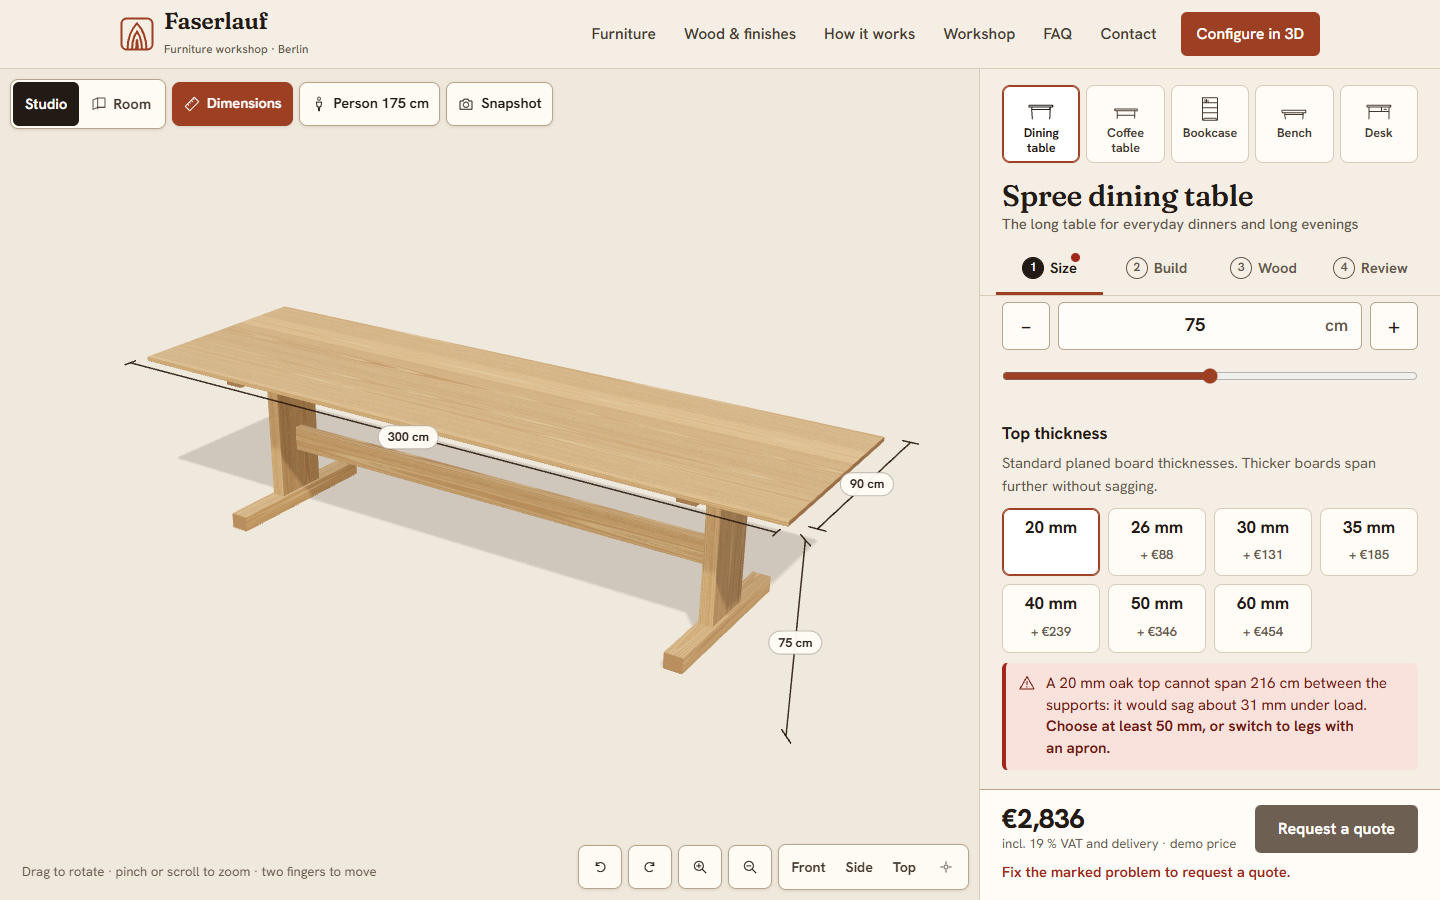 Faserlauf
Furniture workshop · Berlin
Furniture
Wood & finishes
How it works
Workshop
FAQ
Contact
Configure in 3D
Studio
Room
Dimensions
Person 175 cm
Snapshot
300 cm
90 cm
75 cm
Drag to rotate · pinch or scroll to zoom · two fingers to move
Front
Side
Top
Dining
table
Coffee
table
Bookcase
Bench
Desk
Spree dining table
The long table for everyday dinners and long evenings
1 Size
2 Build
3 Wood
4 Review
− 75 cm +
Top thickness
Standard planed board thicknesses. Thicker boards span
further without sagging.
20 mm
26 mm
+ €88
30 mm
+ €131
35 mm
+ €185
40 mm
+ €239
50 mm
+ €346
60 mm
+ €454
A 20 mm oak top cannot span 216 cm between the
supports: it would sag about 31 mm under load.
Choose at least 50 mm, or switch to legs with
an apron.
€2,836
incl. 19 % VAT and delivery · demo price
Request a quote
Fix the marked problem to request a quote.